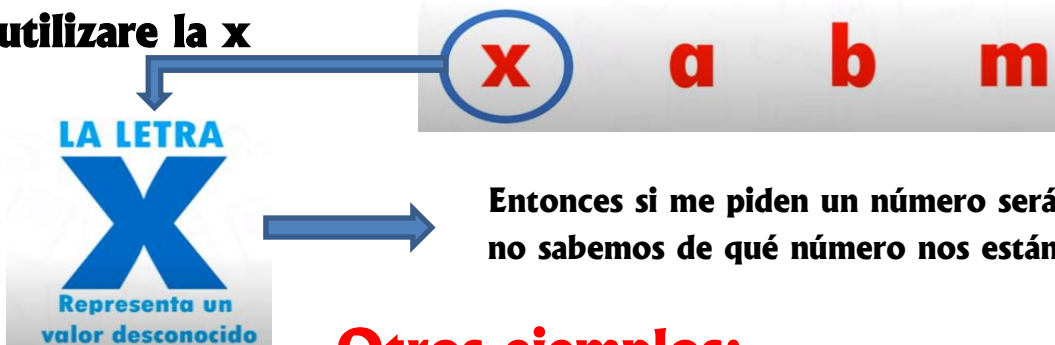 utilizare la x
x a b m
LA LETRA
X
Representa un
valor desconocido
Entonces si me piden un número será
no sabemos de qué número nos están
Otros ejemplos: